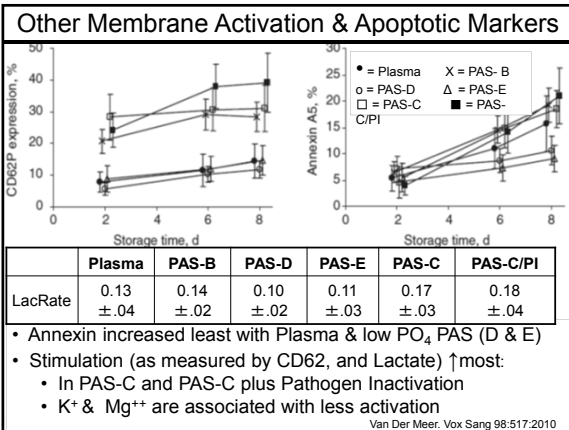 Other Membrane Activation & Apoptotic Markers
CD62P expression, %
50
40
30
20
10
0
0
2
4
6
8
Storage time, d
Annexin A5, %
30
25
20
15
10
5
0
0
2
4
6
8
Storage time, d
• = Plasma X = PAS- B
o = PAS-D △ = PAS-E
□ = PAS-C ■ = PAS-
C/PI
Plasma PAS-B PAS-D PAS-E PAS-C PAS-C/PI
LacRate 0.13 ±.04 0.14 ±.02 0.10 ±.02 0.11 ±.03 0.17 ±.03 0.18 ±.04
• Annexin increased least with Plasma & low PO₄ PAS (D & E)
• Stimulation (as measured by CD62, and Lactate) ↑most:
• In PAS-C and PAS-C plus Pathogen Inactivation
• K⁺ & Mg⁺⁺ are associated with less activation
Van Der Meer. Vox Sang 98:517:2010